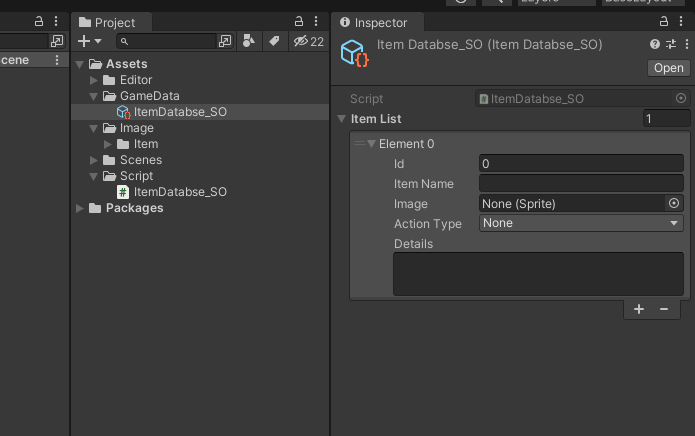 Project
Inspector
22
cene
Assets
Editor
GameData
ItemDatabse_SO
Image
Item
Scenes
Script
ItemDatabse_SO
Packages
Item Databse_SO (Item Databse_SO)
Open
Script
ItemDatabse_SO
Item List
1
Element 0
Id
0
Item Name
Image
None (Sprite)
Action Type
None
Details